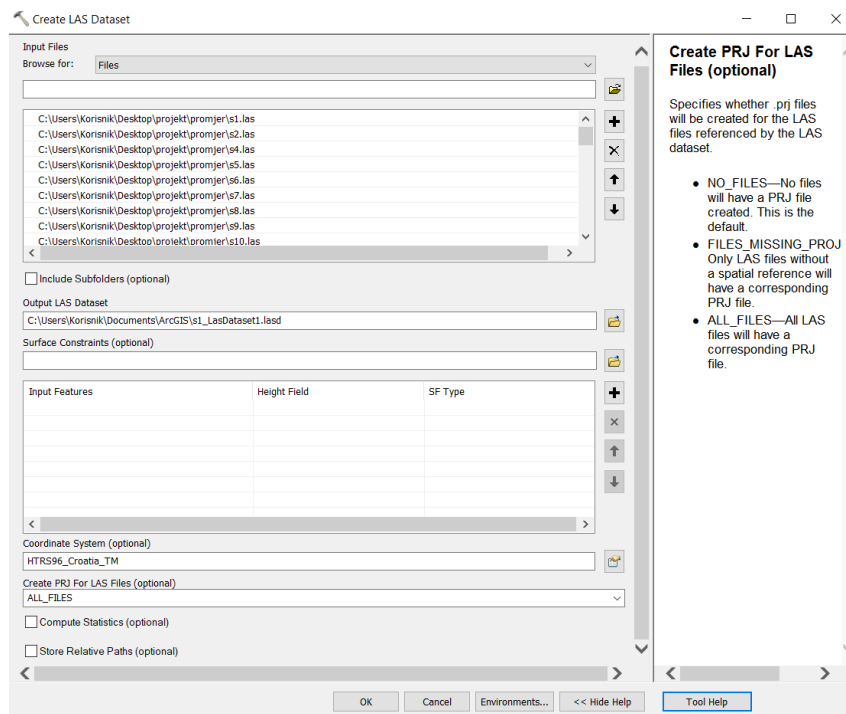 Create LAS Dataset
Input Files
Browse for: Files
C:\Users\Korisnik\Desktop\projekt\promjer\s1.las
C:\Users\Korisnik\Desktop\projekt\promjer\s2.las
C:\Users\Korisnik\Desktop\projekt\promjer\s4.las
C:\Users\Korisnik\Desktop\projekt\promjer\s5.las
C:\Users\Korisnik\Desktop\projekt\promjer\s6.las
C:\Users\Korisnik\Desktop\projekt\promjer\s7.las
C:\Users\Korisnik\Desktop\projekt\promjer\s8.las
C:\Users\Korisnik\Desktop\projekt\promjer\s9.las
C:\Users\Korisnik\Desktop\projekt\promjer\s10.las
Include Subfolders (optional)
Output LAS Dataset
C:\Users\Korisnik\Documents\ArcGIS\s1_LasDataset1.lasd
Surface Constraints (optional)
Input Features Height Field SF Type
Coordinate System (optional)
HTRS96_Croatia_TM
Create PRJ For LAS Files (optional)
ALL_FILES
Compute Statistics (optional)
Store Relative Paths (optional)
OK Cancel Environments... << Hide Help Tool Help
Create PRJ For LAS
Files (optional)
Specifies whether .prj files
will be created for the LAS
files referenced by the LAS
dataset.
• NO_FILES—No files
will have a PRJ file
created. This is the
default.
• FILES_MISSING_PROJ
Only LAS files without
a spatial reference will
have a corresponding
PRJ file.
• ALL_FILES—All LAS
files will have a
corresponding PRJ
file.